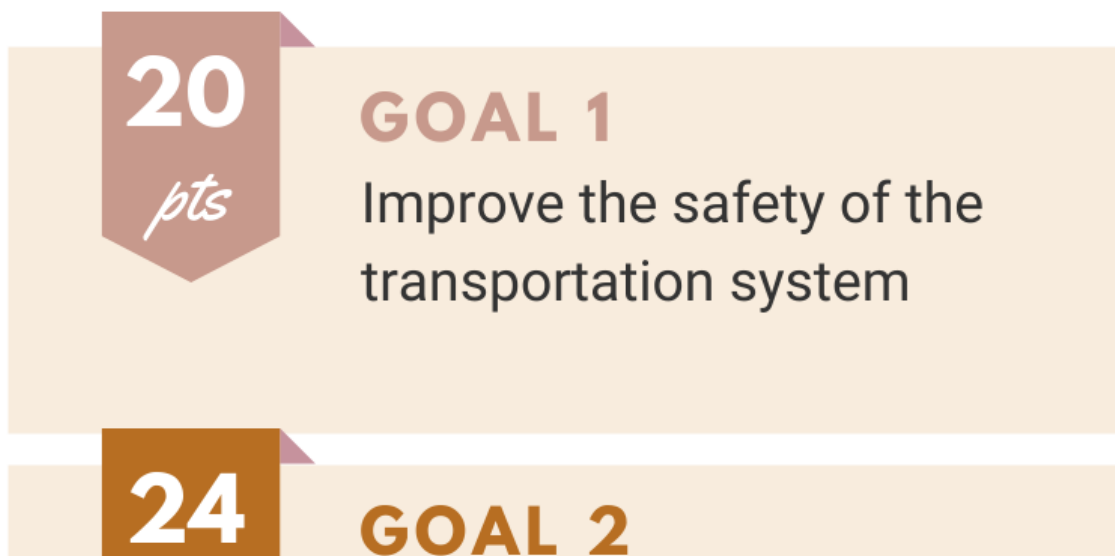 20
pts
GOAL 1
Improve the safety of the
transportation system
24
GOAL 2